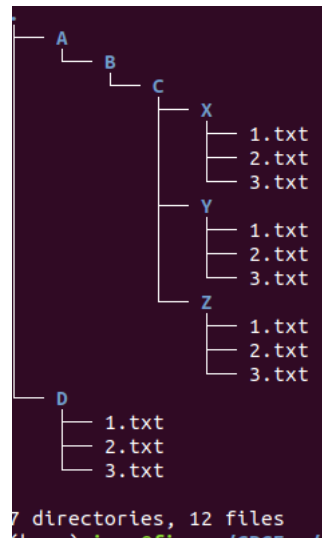 .
├── A
│   └── B
│       └── C
│           ├── X
│           │   ├── 1.txt
│           │   ├── 2.txt
│           │   └── 3.txt
│           ├── Y
│           │   ├── 1.txt
│           │   ├── 2.txt
│           │   └── 3.txt
│           └── Z
│               ├── 1.txt
│               ├── 2.txt
│               └── 3.txt
└── D
    ├── 1.txt
    ├── 2.txt
    └── 3.txt
7 directories, 12 files